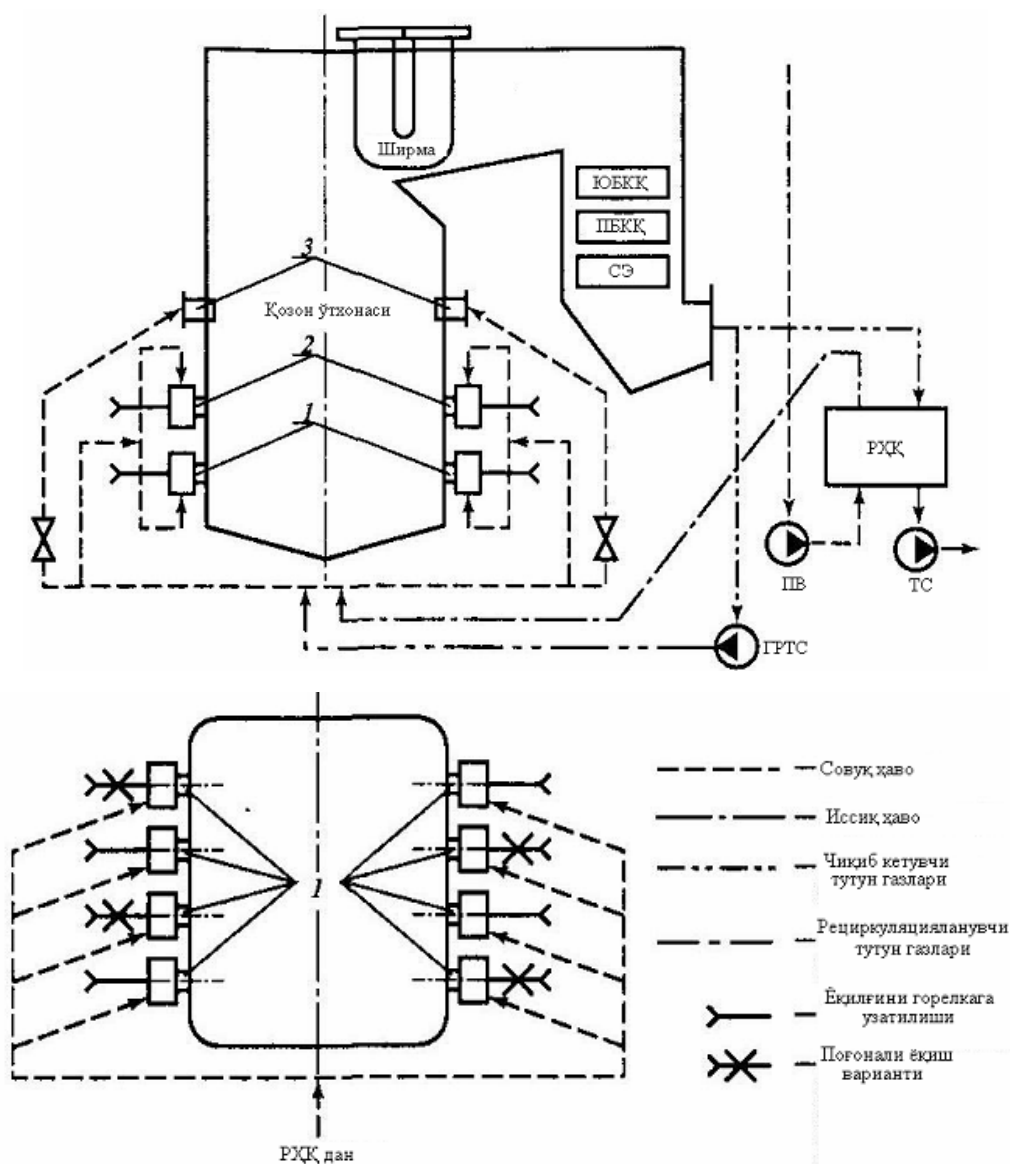 Ширма
ЮБКҚ
ПБКҚ
СЭ
3
Қозон ўтхонаси
2
1
РҲҚ
ПВ
ТС
ГРТС
1
РҲҚ дан
Совуқ ҳаво
Иссиқ ҳаво
Чиқиб кетувчи
тутун газлари
Рециркуляцияланувчи
тутун газлари
Ёқилғини горелкага
узатилиши
Поғонали ёқиш
варианти